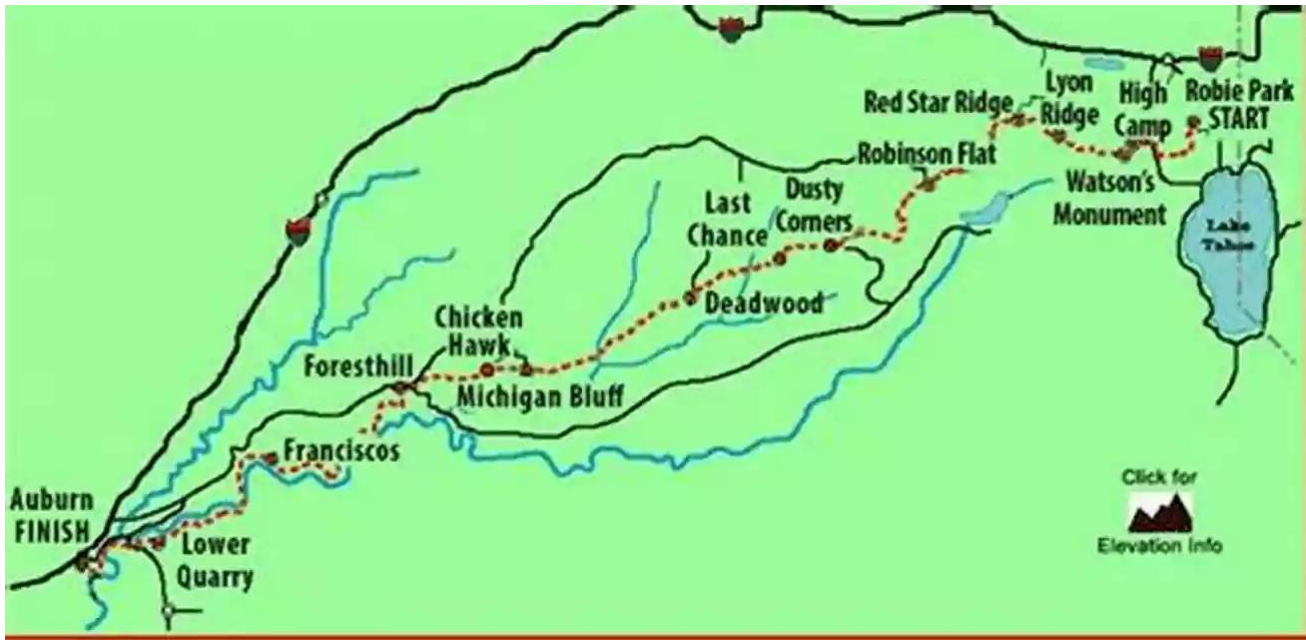 Red Star Ridge
Lyon
Ridge
High
Camp
Robie Park
START
Robinson Flat
Watson's
Monument
Lake
Tahoe
Last
Chance
Dusty
Corners
Deadwood
Chicken
Hawk
Foresthill
Michigan Bluff
Franciscos
Auburn
FINISH
Lower
Quarry
Click for
Elevation Info